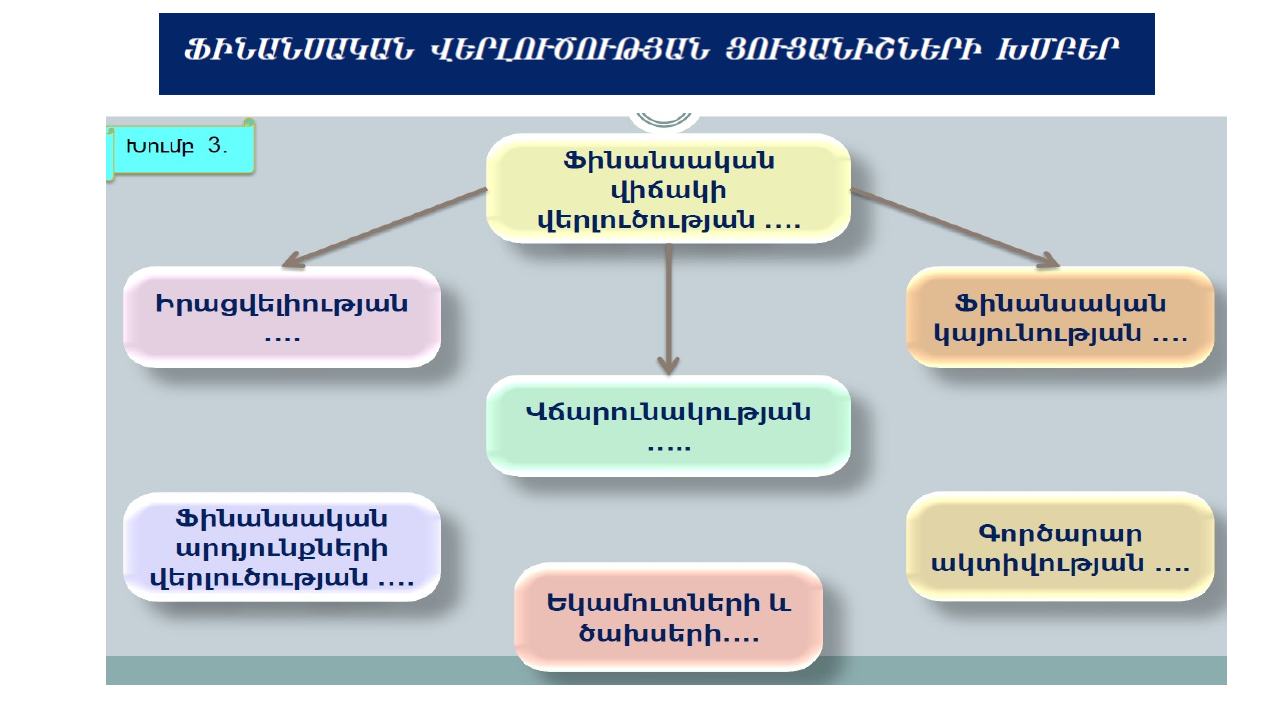 ՖԻՆԱՆՍԱԿԱՆ ՎԵՐԼՈՒԾՈՒԹՅԱՆ ՑՈՒՑԱՆԻՇՆԵՐԻ ԽՄԲԵՐ
Խումբ 3.
Ֆինանսական
վիճակի
վերլուծության ....
Իրացվելիության
....
Ֆինանսական
կայունության ....
Վճարունակության
.....
Ֆինանսական
արդյունքների
վերլուծության ....
Գործարար
ակտիվության ....
Եկամուտների և
ծախսերի....